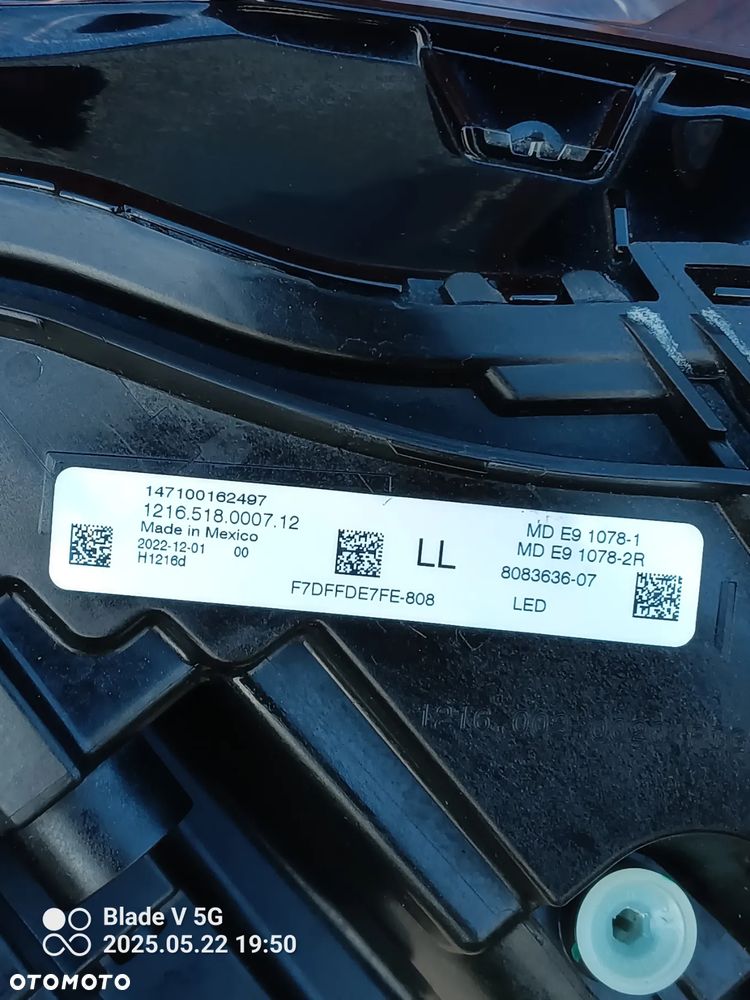 147100162497
1216.518.0007.12
Made in Mexico
2022-12-01 00
H1216d
LL
F7DFFDE7FE-808
MD E9 1078-1
MD E9 1078-2R
8083636-07
LED
Blade V 5G
2025.05.22 19:50
OTOMOTO